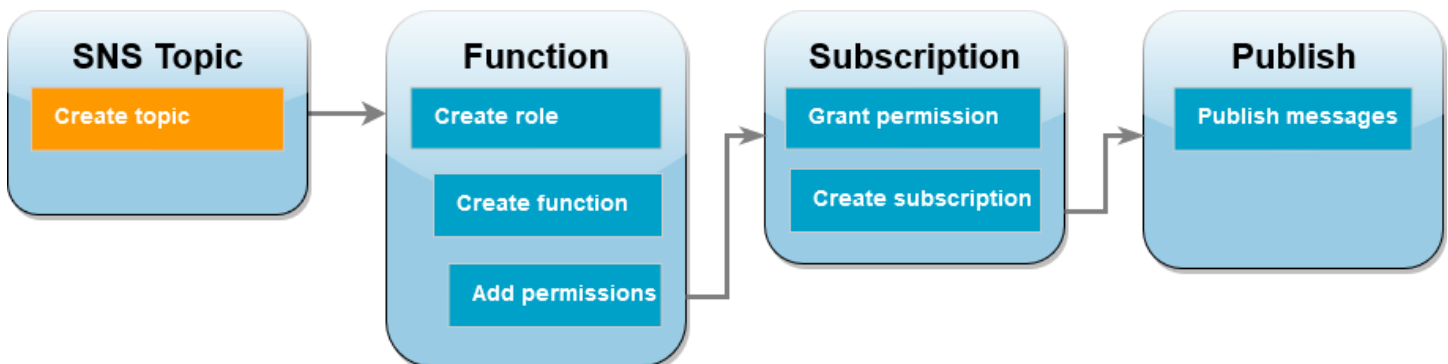 SNS Topic
Create topic
Function
Create role
Create function
Add permissions
Subscription
Grant permission
Create subscription
Publish
Publish messages